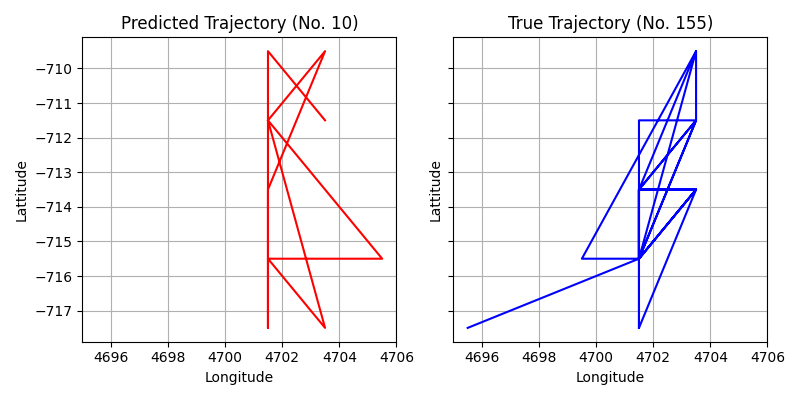 Predicted Trajectory (No. 10)
True Trajectory (No. 155)
−710
−711
−712
−713
−714
−715
−716
−717
Lattitude
Lattitude
4696 4698 4700 4702 4704 4706
4696 4698 4700 4702 4704 4706
Longitude
Longitude